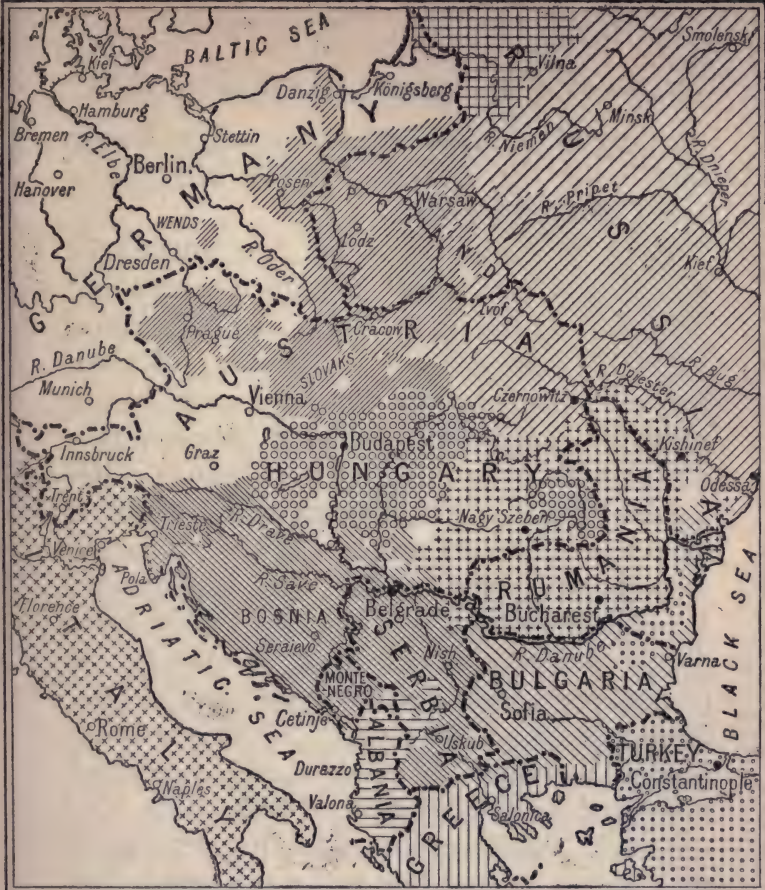 BALTIC SEA
Kiel
Smolensk
Danzig
Königsberg
Vilna
Hamburg
Bremen
R. Elbe
Stettin
R. Niemen
Minsk
R. Dnieper
Berlin.
Hanover
GERMANY
RUSSIA
Posen
POLAND
Warsaw
R. Pripet
WENDS
Lodz
Dresden
R. Oder
Kief
Prague
Cracow
Lvof
AUSTRIA
SLOVAKS
R. Danube
Munich
R. Bug
R. Dniester
Vienna
Czernowitz
Innsbruck
Graz
Budapest
Kishinef
HUNGARY
Odessa
Trent
Trieste
R. Drave
Nagy Szeben
Venice
Pola
R. Save
RUMANIA
Florence
BOSNIA
Belgrade
Bucharest
ADRIATIC SEA
Seraievo
SERBIA
Nish
R. Danube
Varna
BLACK SEA
MONTE-
NEGRO
BULGARIA
Sofia
ITALY
Rome
Cetinje
Uskub
ALBANIA
Durazzo
TURKEY
Constantinople
Naples
Valona
GREECE
Salonica